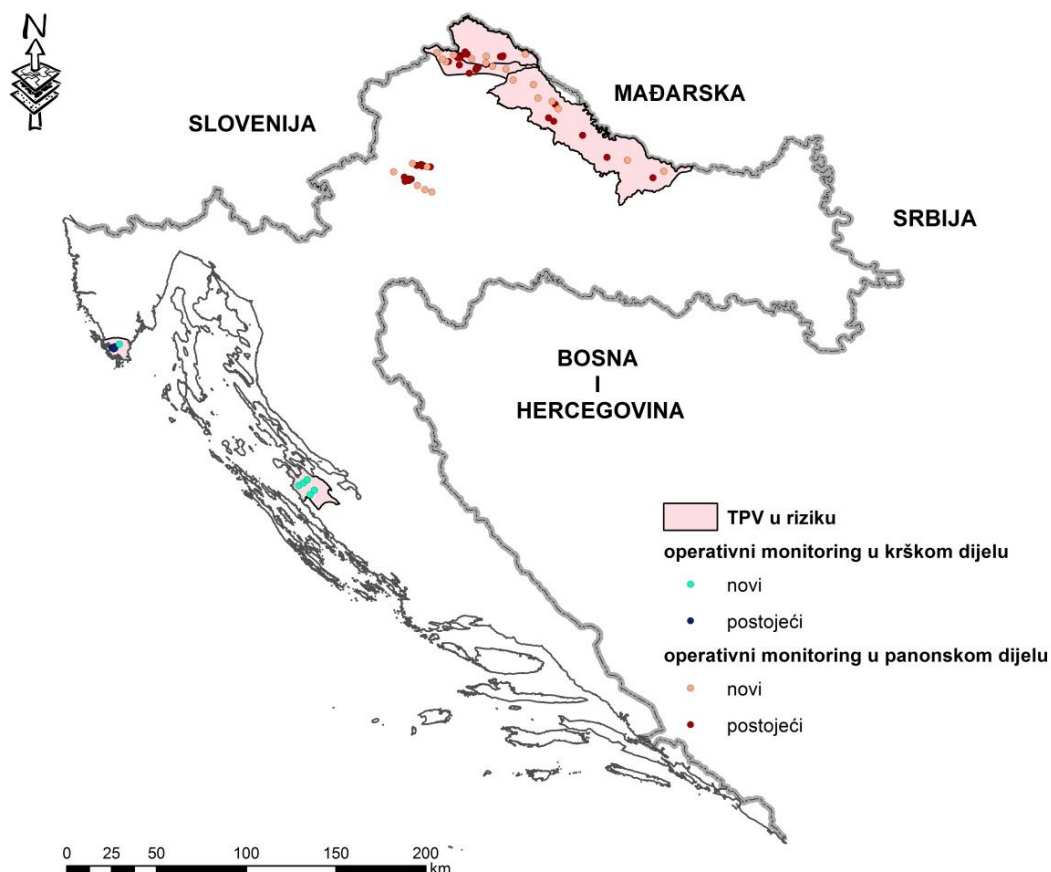 N
MAĐARSKA
SLOVENIJA
SRBIJA
BOSNA
I
HERCEGOVINA
TPV u riziku
operativni monitoring u krškom dijelu
novi
postojeći
operativni monitoring u panonskom dijelu
novi
postojeći
0 25 50 100 150 200
km